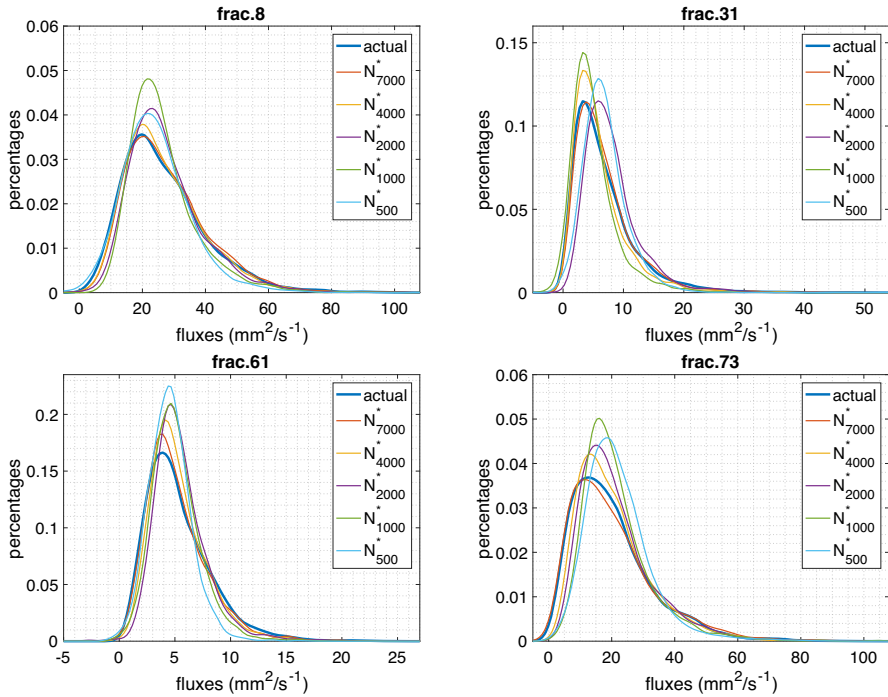 frac.8
0.06
0.05
0.04
0.03
0.02
0.01
0
0 20 40 60 80 100
percentages
fluxes (mm²/s⁻¹)
actual
N*7000
N*4000
N*2000
N*1000
N*500
frac.31
0.15
0.1
0.05
0
0 10 20 30 40 50
percentages
fluxes (mm²/s⁻¹)
actual
N*7000
N*4000
N*2000
N*1000
N*500
frac.61
0.2
0.15
0.1
0.05
0
-5 0 5 10 15 20 25
percentages
fluxes (mm²/s⁻¹)
actual
N*7000
N*4000
N*2000
N*1000
N*500
frac.73
0.06
0.05
0.04
0.03
0.02
0.01
0
0 20 40 60 80 100
percentages
fluxes (mm²/s⁻¹)
actual
N*7000
N*4000
N*2000
N*1000
N*500